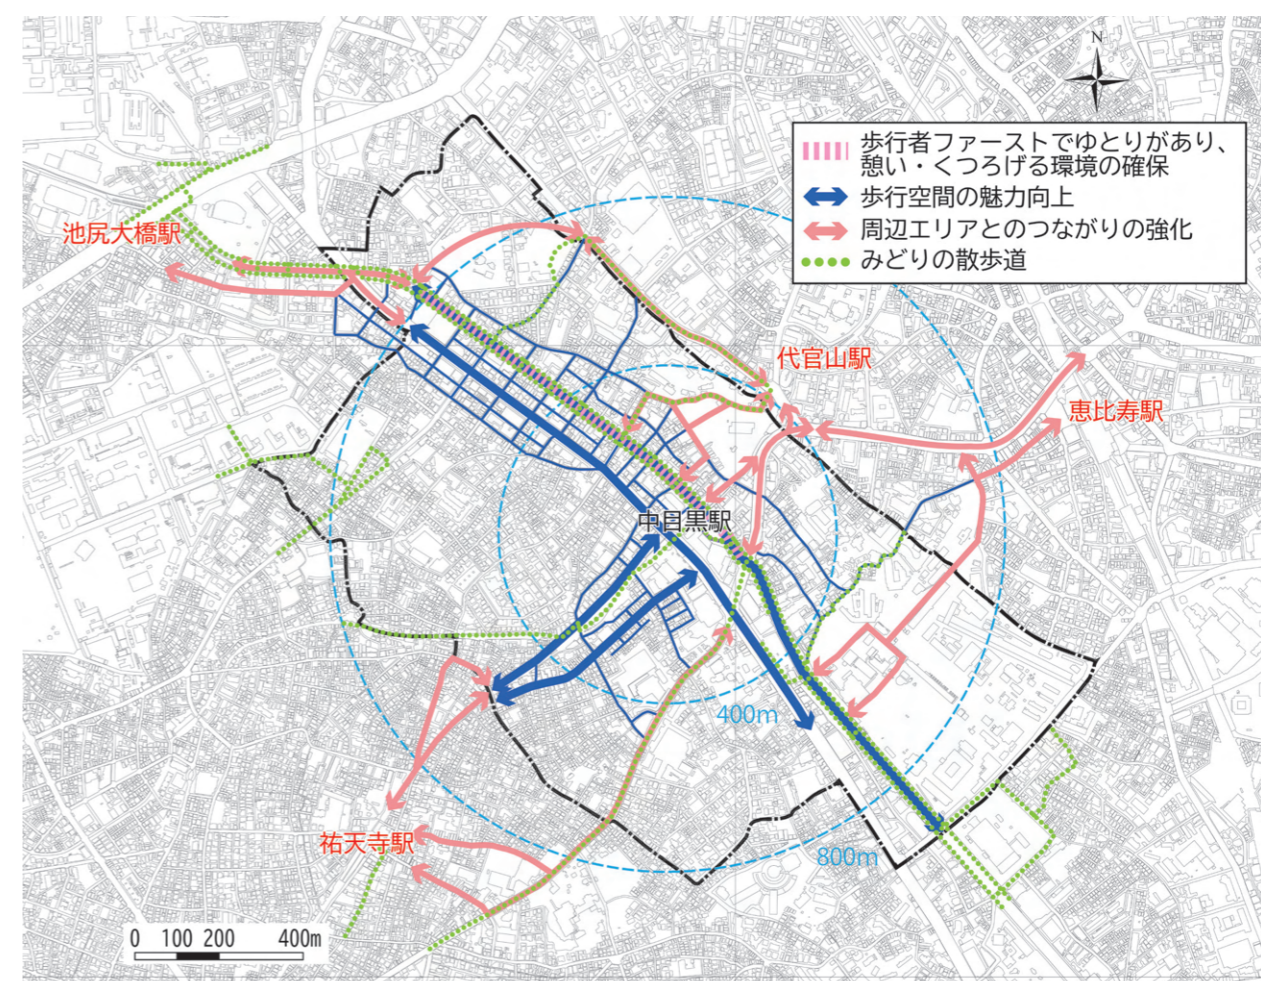 N
歩行者ファーストでゆとりがあり、
憩い・くつろげる環境の確保
歩行空間の魅力向上
周辺エリアとのつながりの強化
みどりの散歩道
池尻大橋駅
代官山駅
恵比寿駅
中目黒駅
400m
800m
祐天寺駅
0 100 200 400m